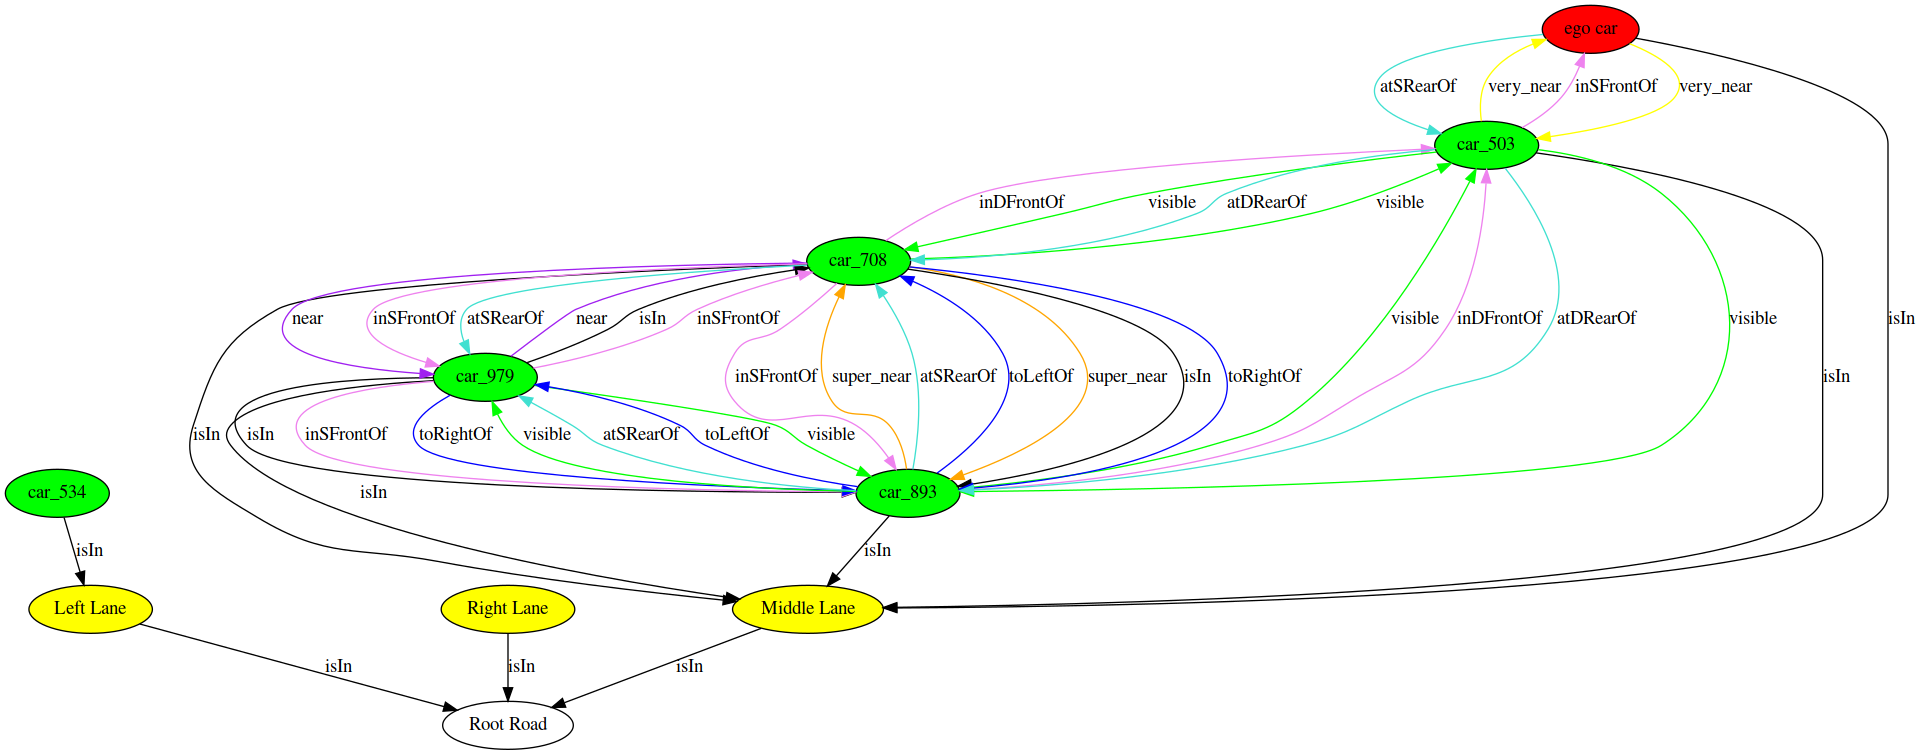 ego car
atSRearOf
very_near
inSFrontOf
very_near
car_503
inDFrontOf
visible
atDRearOf
visible
car_708
near
inSFrontOf
atSRearOf
near
isIn
inSFrontOf
visible
inDFrontOf
atDRearOf
visible
isIn
car_979
inSFrontOf
super_near
atSRearOf
toLeftOf
super_near
isIn
toRightOf
isIn
isIn
isIn
inSFrontOf
toRightOf
visible
atSRearOf
toLeftOf
visible
car_534
isIn
car_893
isIn
isIn
Left Lane
Right Lane
Middle Lane
isIn
isIn
isIn
Root Road